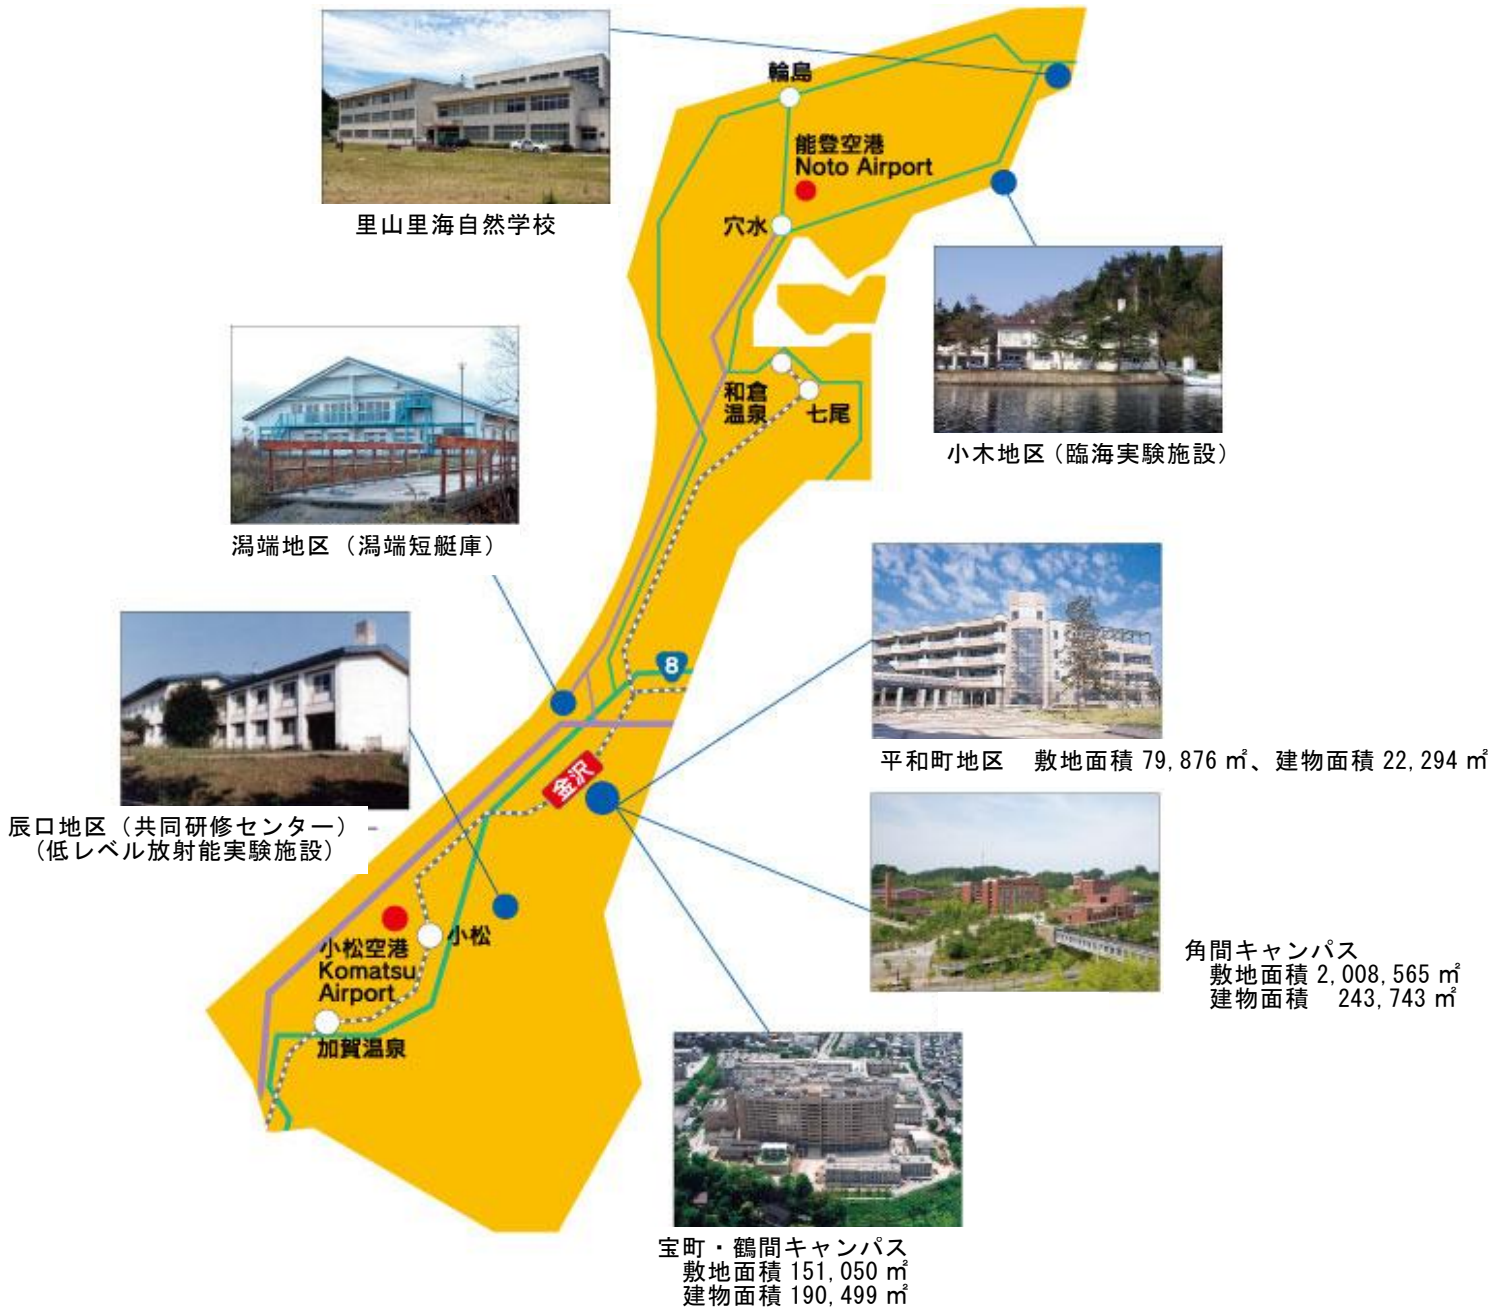 里山里海自然学校
輪島
能登空港
Noto Airport
穴水
小木地区（臨海実験施設）
和倉
温泉
七尾
潟端地区（潟端短艇庫）
8
平和町地区　敷地面積 79,876 ㎡、建物面積 22,294 ㎡
金沢
辰口地区（共同研修センター）
（低レベル放射能実験施設）
小松
小松空港
Komatsu
Airport
加賀温泉
角間キャンパス
敷地面積 2,008,565 ㎡
建物面積　243,743 ㎡
宝町・鶴間キャンパス
敷地面積 151,050 ㎡
建物面積 190,499 ㎡